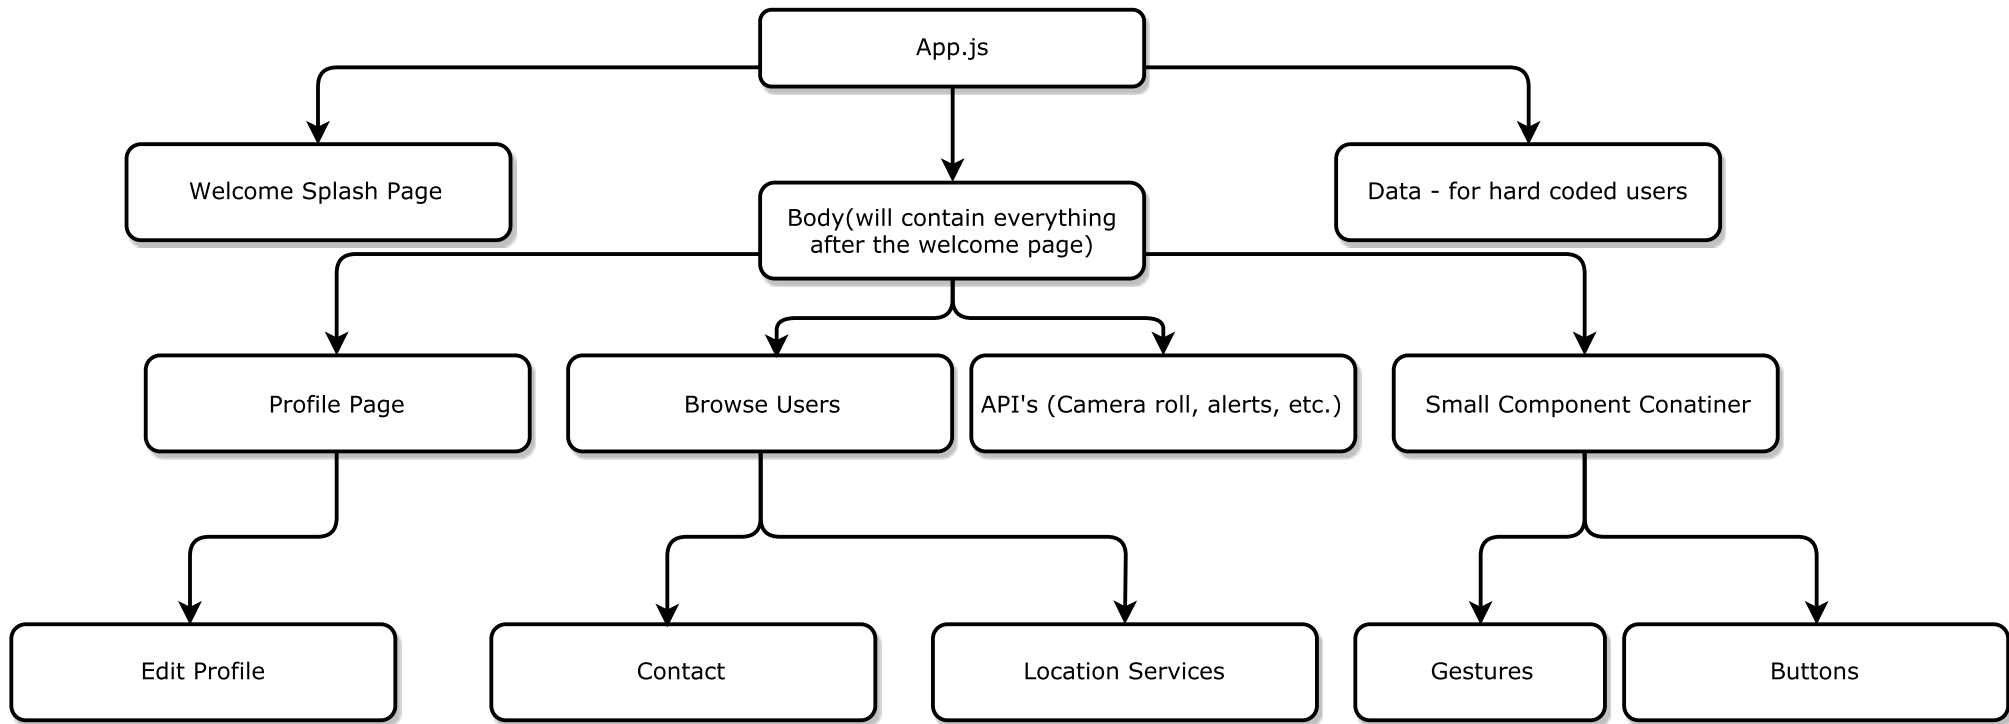 App.js
Welcome Splash Page
Data - for hard coded users
Body(will contain everything
after the welcome page)
Profile Page
Browse Users
API's (Camera roll, alerts, etc.)
Small Component Conatiner
Edit Profile
Contact
Location Services
Gestures
Buttons